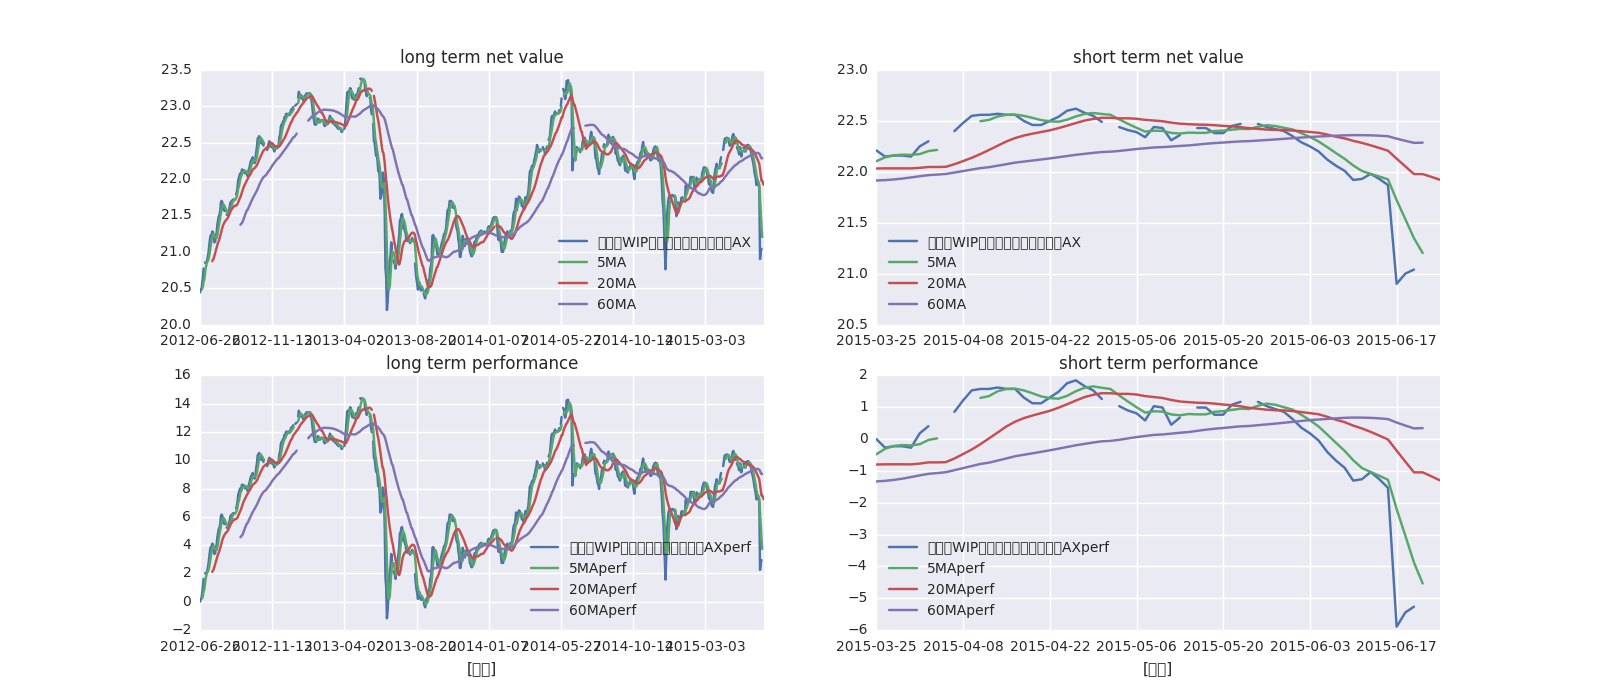 long term net value
23.5
23.0
22.5
22.0
21.5
21.0
20.5
20.0
WIP AX
5MA
20MA
60MA
2012-06-26 2012-11-13 2013-04-02 2013-08-20 2014-01-07 2014-05-27 2014-10-14 2015-03-03
short term net value
23.0
22.5
22.0
21.5
21.0
20.5
WIP AX
5MA
20MA
60MA
2015-03-25 2015-04-08 2015-04-22 2015-05-06 2015-05-20 2015-06-03 2015-06-17
long term performance
16
14
12
10
8
6
4
2
0
−2
WIP AXperf
5MAperf
20MAperf
60MAperf
2012-06-26 2012-11-13 2013-04-02 2013-08-20 2014-01-07 2014-05-27 2014-10-14 2015-03-03
short term performance
2
1
0
−1
−2
−3
−4
−5
−6
WIP AXperf
5MAperf
20MAperf
60MAperf
2015-03-25 2015-04-08 2015-04-22 2015-05-06 2015-05-20 2015-06-03 2015-06-17